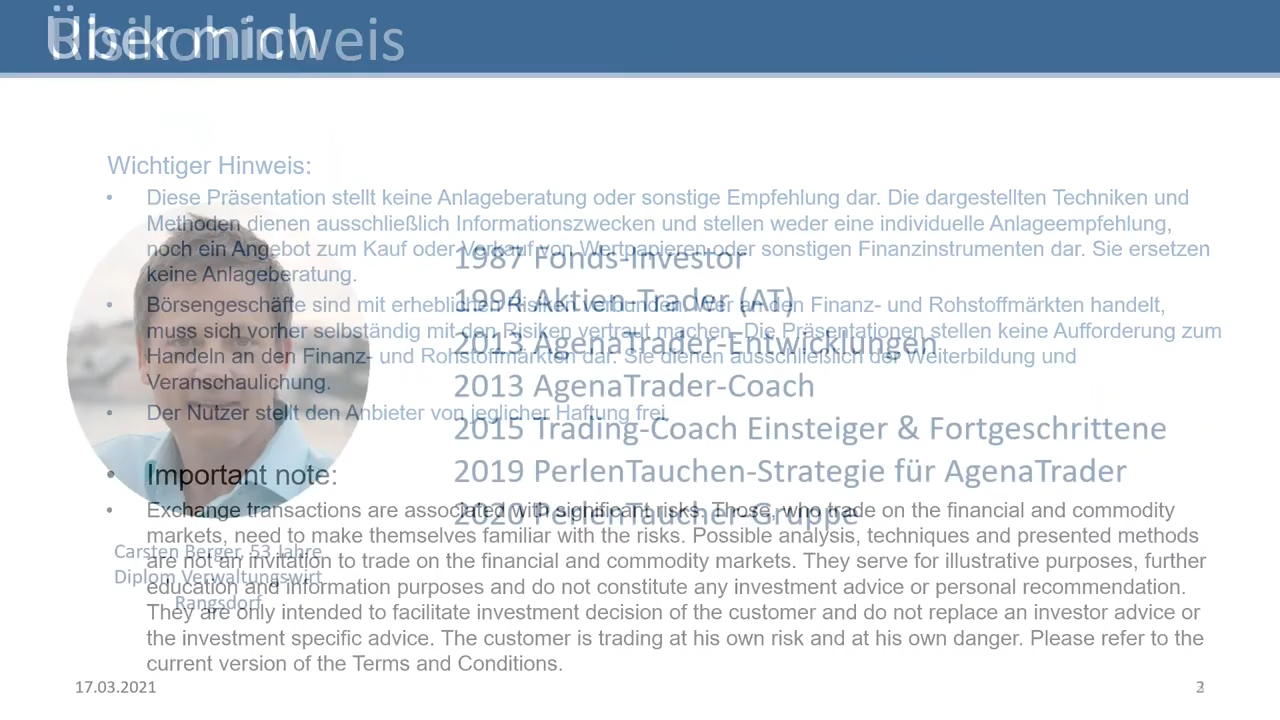 Über mich
Risikohinweis
Wichtiger Hinweis:
• Diese Präsentation stellt keine Anlageberatung oder sonstige Empfehlung dar. Die dargestellten Techniken und
Methoden dienen ausschließlich Informationszwecken und stellen weder eine individuelle Anlageempfehlung,
noch ein Angebot zum Kauf oder Verkauf von Wertpapieren oder sonstigen Finanzinstrumenten dar. Sie ersetzen
keine Anlageberatung.
• Börsengeschäfte sind mit erheblichen Risiken verbunden. Wer an den Finanz- und Rohstoffmärkten handelt,
muss sich vorher selbständig mit den Risiken vertraut machen. Die Präsentationen stellen keine Aufforderung zum
Handeln an den Finanz- und Rohstoffmärkten dar. Sie dienen ausschließlich der Weiterbildung und
Veranschaulichung.
• Der Nutzer stellt den Anbieter von jeglicher Haftung frei.
• Important note:
• Exchange transactions are associated with significant risks. Those, who trade on the financial and commodity
markets, need to make themselves familiar with the risks. Possible analysis, techniques and presented methods
are not an invitation to trade on the financial and commodity markets. They serve for illustrative purposes, further
education and information purposes and do not constitute any investment advice or personal recommendation.
They are only intended to facilitate investment decision of the customer and do not replace an investor advice or
the investment specific advice. The customer is trading at his own risk and at his own danger. Please refer to the
current version of the Terms and Conditions.
1987 Fonds-Investor
1994 Aktien-Trader (AT)
2013 AgenaTrader-Entwicklungen
2013 AgenaTrader-Coach
2015 Trading-Coach Einsteiger & Fortgeschrittene
2019 PerlenTauchen-Strategie für AgenaTrader
2020 PerlenTaucher-Gruppe
Carsten Berger, 53 Jahre
Diplom Verwaltungswirt
Rangsdorf
17.03.2021